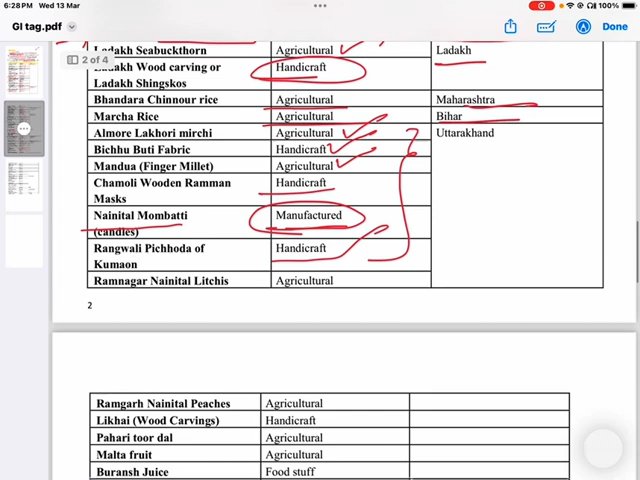 6:28 PM Wed 13 Mar
100%
GI tag.pdf
Done
2 of 4
Ladakh Seabuckthorn Agricultural Ladakh
Ladakh Wood carving or Handicraft
Ladakh Shingskos
Bhandara Chinnour rice Agricultural Maharashtra
Marcha Rice Agricultural Bihar
Almore Lakhori mirchi Agricultural Uttarakhand
Bichhu Buti Fabric Handicraft
Mandua (Finger Millet) Agricultural
Chamoli Wooden Ramman Handicraft
Masks
Nainital Mombatti Manufactured
(candles)
Rangwali Pichhoda of Handicraft
Kumaon
Ramnagar Nainital Litchis Agricultural
2
Ramgarh Nainital Peaches Agricultural
Likhai (Wood Carvings) Handicraft
Pahari toor dal Agricultural
Malta fruit Agricultural
Buransh Juice Food stuff